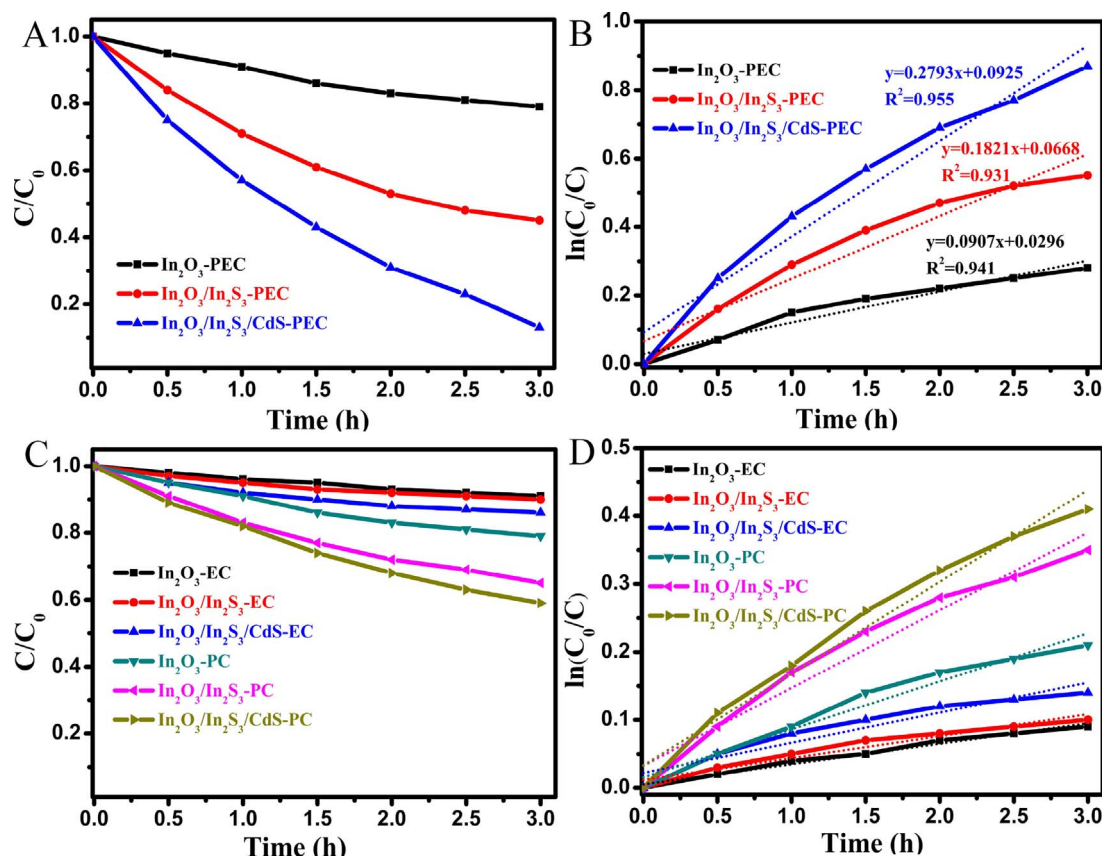 A
C/C₀
1.0
0.8
0.6
0.4
0.2
In₂O₃-PEC
In₂O₃/In₂S₃-PEC
In₂O₃/In₂S₃/CdS-PEC
0.0 0.5 1.0 1.5 2.0 2.5 3.0
Time (h)
B
ln(C₀/C)
1.0
0.8
0.6
0.4
0.2
0.0
In₂O₃-PEC
In₂O₃/In₂S₃-PEC
In₂O₃/In₂S₃/CdS-PEC
y=0.2793x+0.0925
R²=0.955
y=0.1821x+0.0668
R²=0.931
y=0.0907x+0.0296
R²=0.941
0.0 0.5 1.0 1.5 2.0 2.5 3.0
Time (h)
C
C/C₀
1.0
0.8
0.6
0.4
0.2
In₂O₃-EC
In₂O₃/In₂S₃-EC
In₂O₃/In₂S₃/CdS-EC
In₂O₃-PC
In₂O₃/In₂S₃-PC
In₂O₃/In₂S₃/CdS-PC
0.0 0.5 1.0 1.5 2.0 2.5 3.0
Time (h)
D
ln(C₀/C)
0.5
0.4
0.3
0.2
0.1
0.0
In₂O₃-EC
In₂O₃/In₂S₃-EC
In₂O₃/In₂S₃/CdS-EC
In₂O₃-PC
In₂O₃/In₂S₃-PC
In₂O₃/In₂S₃/CdS-PC
0.0 0.5 1.0 1.5 2.0 2.5 3.0
Time (h)